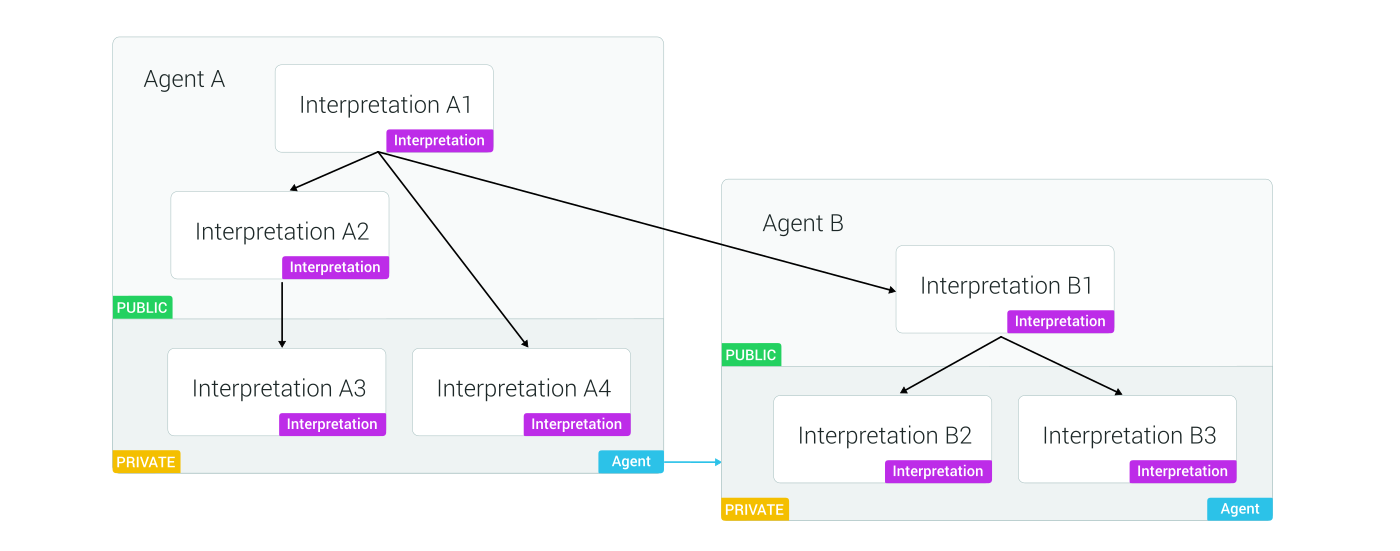 Agent A
Interpretation A1
Interpretation
Interpretation A2
Interpretation
PUBLIC
Interpretation A3
Interpretation
Interpretation A4
Interpretation
PRIVATE
Agent
Agent B
Interpretation B1
Interpretation
PUBLIC
Interpretation B2
Interpretation
Interpretation B3
Interpretation
PRIVATE
Agent